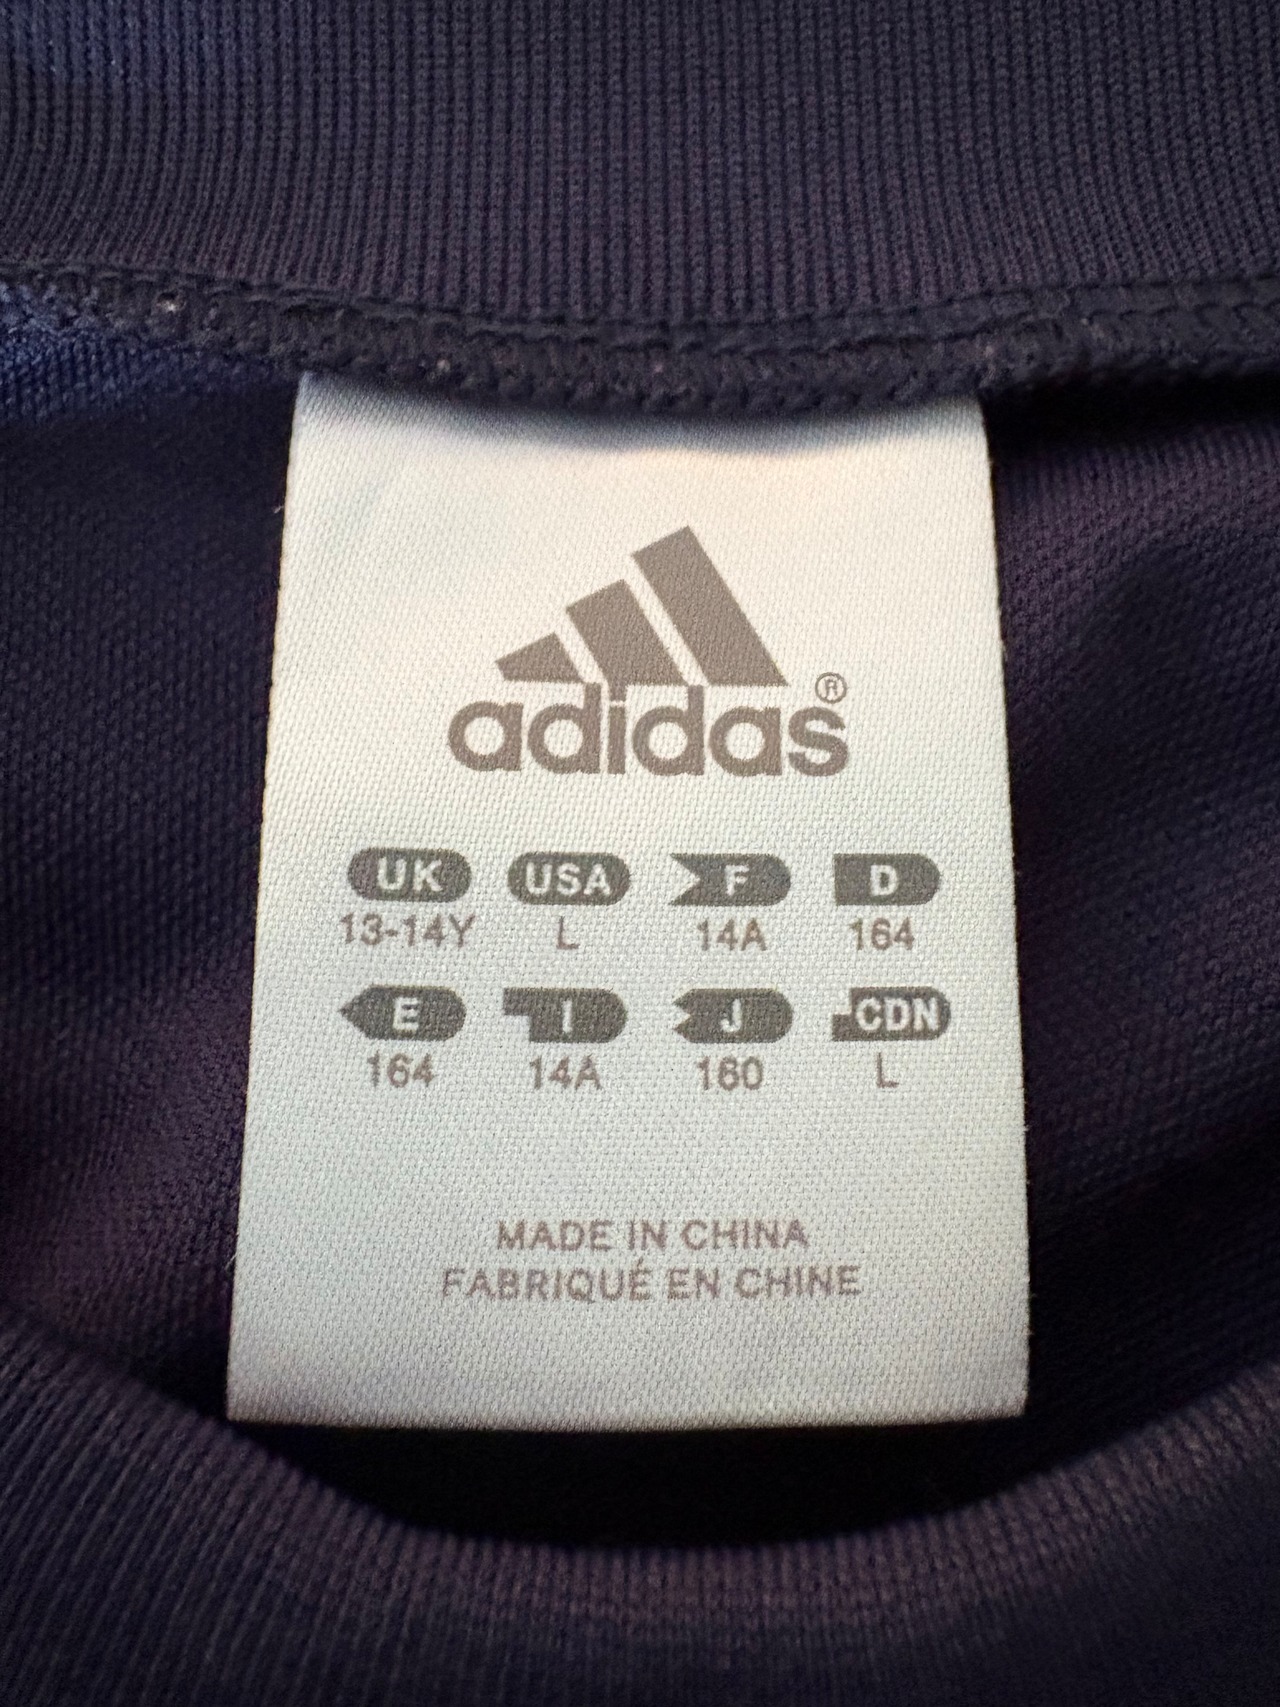 adidas®
UK USA F D
13-14Y L 14A 164
E I J CDN
164 14A 160 L
MADE IN CHINA
FABRIQUÉ EN CHINE